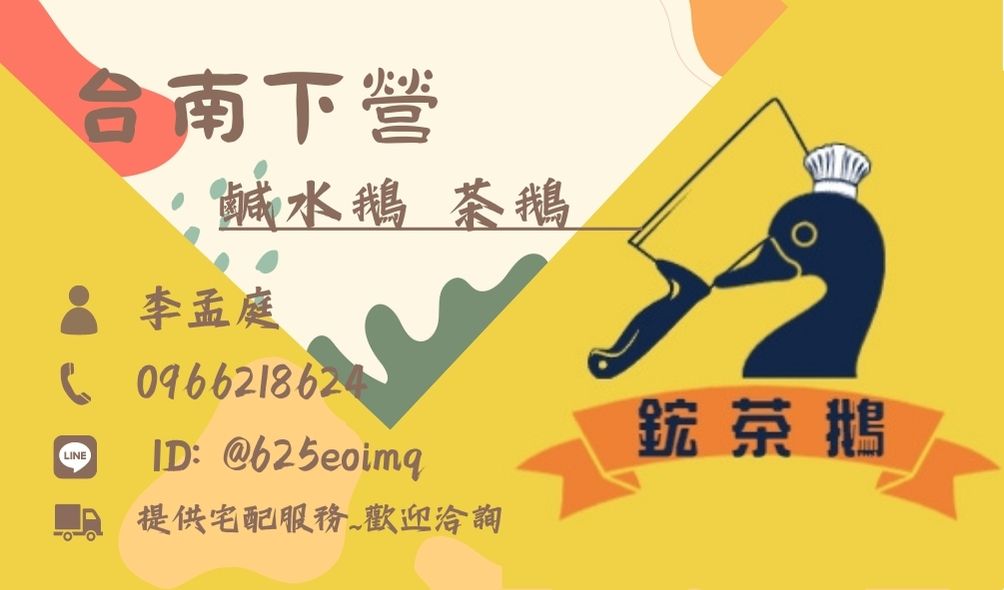 台南下營
鹹水鵝 茶鵝
李孟庭
0966218624
LINE
ID: @625eoimq
提供宅配服務~歡迎洽詢
鋐茶鵝